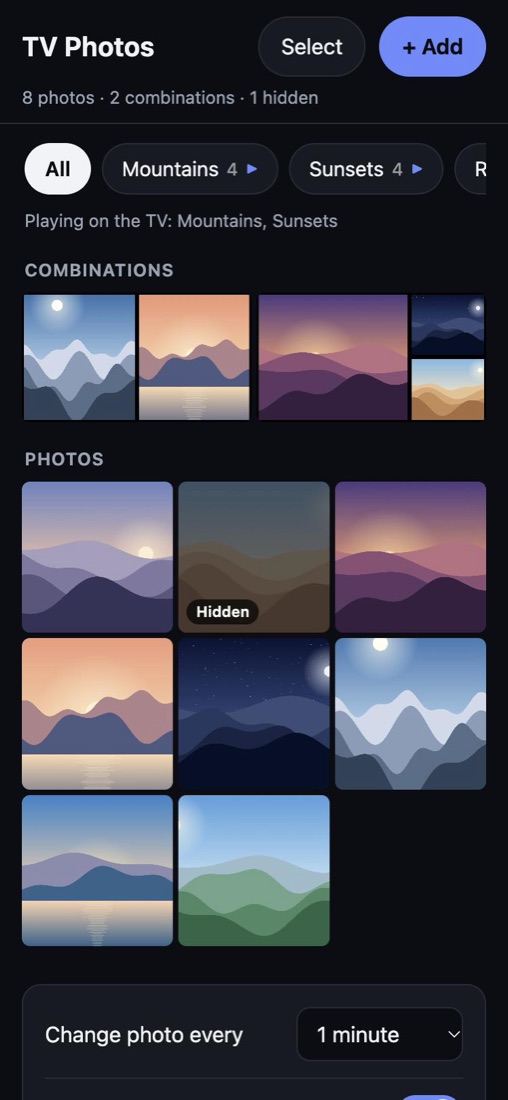 TV Photos
Select
+ Add
8 photos · 2 combinations · 1 hidden
All
Mountains 4 ▶
Sunsets 4 ▶
R
Playing on the TV: Mountains, Sunsets
COMBINATIONS
PHOTOS
Hidden
Change photo every
1 minute